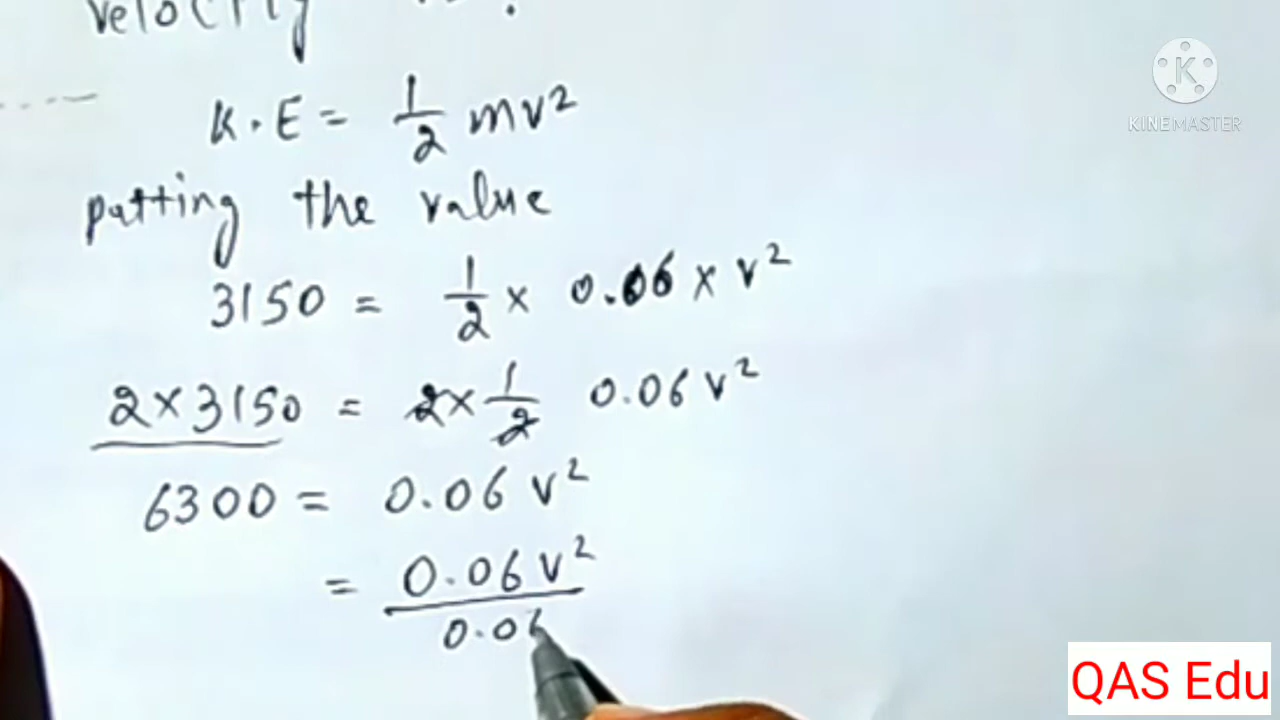 velocity
K.E = 1/2 mv²
putting the value
3150 = 1/2 × 0.06 × v²
2×3150 = 2× 1/2 0.06 v²
6300 = 0.06 v²
= 0.06 v² / 0.06
KINEMASTER
QAS Edu